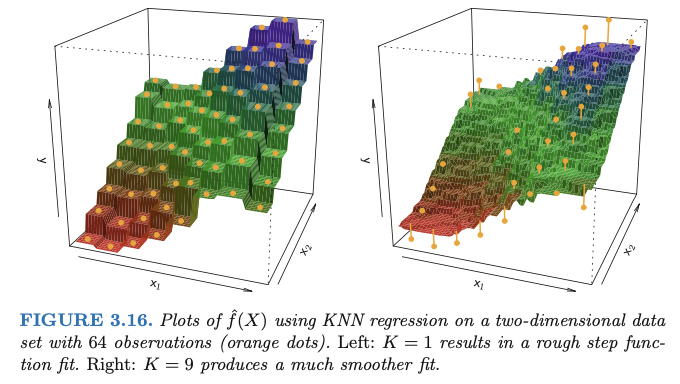 y
x1
x2
y
x1
x2
FIGURE 3.16. Plots of f̂(X) using KNN regression on a two-dimensional data
set with 64 observations (orange dots). Left: K = 1 results in a rough step func-
tion fit. Right: K = 9 produces a much smoother fit.